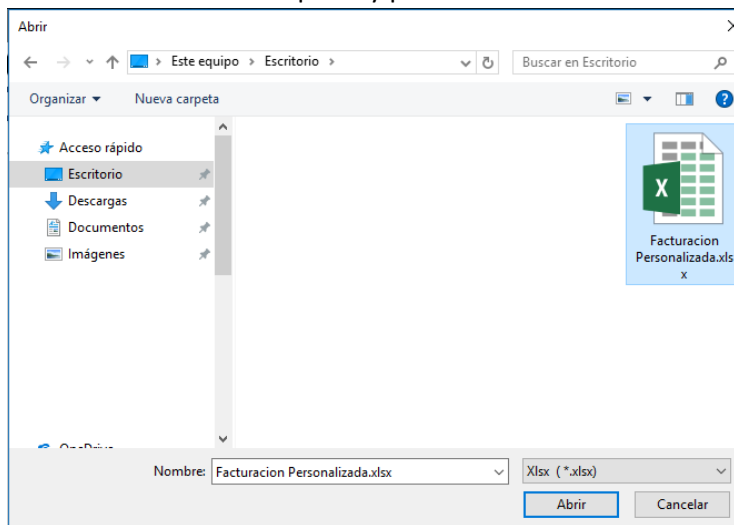 Abrir
Este equipo > Escritorio >
Buscar en Escritorio
Organizar
Nueva carpeta
Acceso rápido
Escritorio
Descargas
Documentos
Imágenes
Facturacion
Personalizada.xls
x
Nombre: Facturacion Personalizada.xlsx
Xlsx (*.xlsx)
Abrir
Cancelar